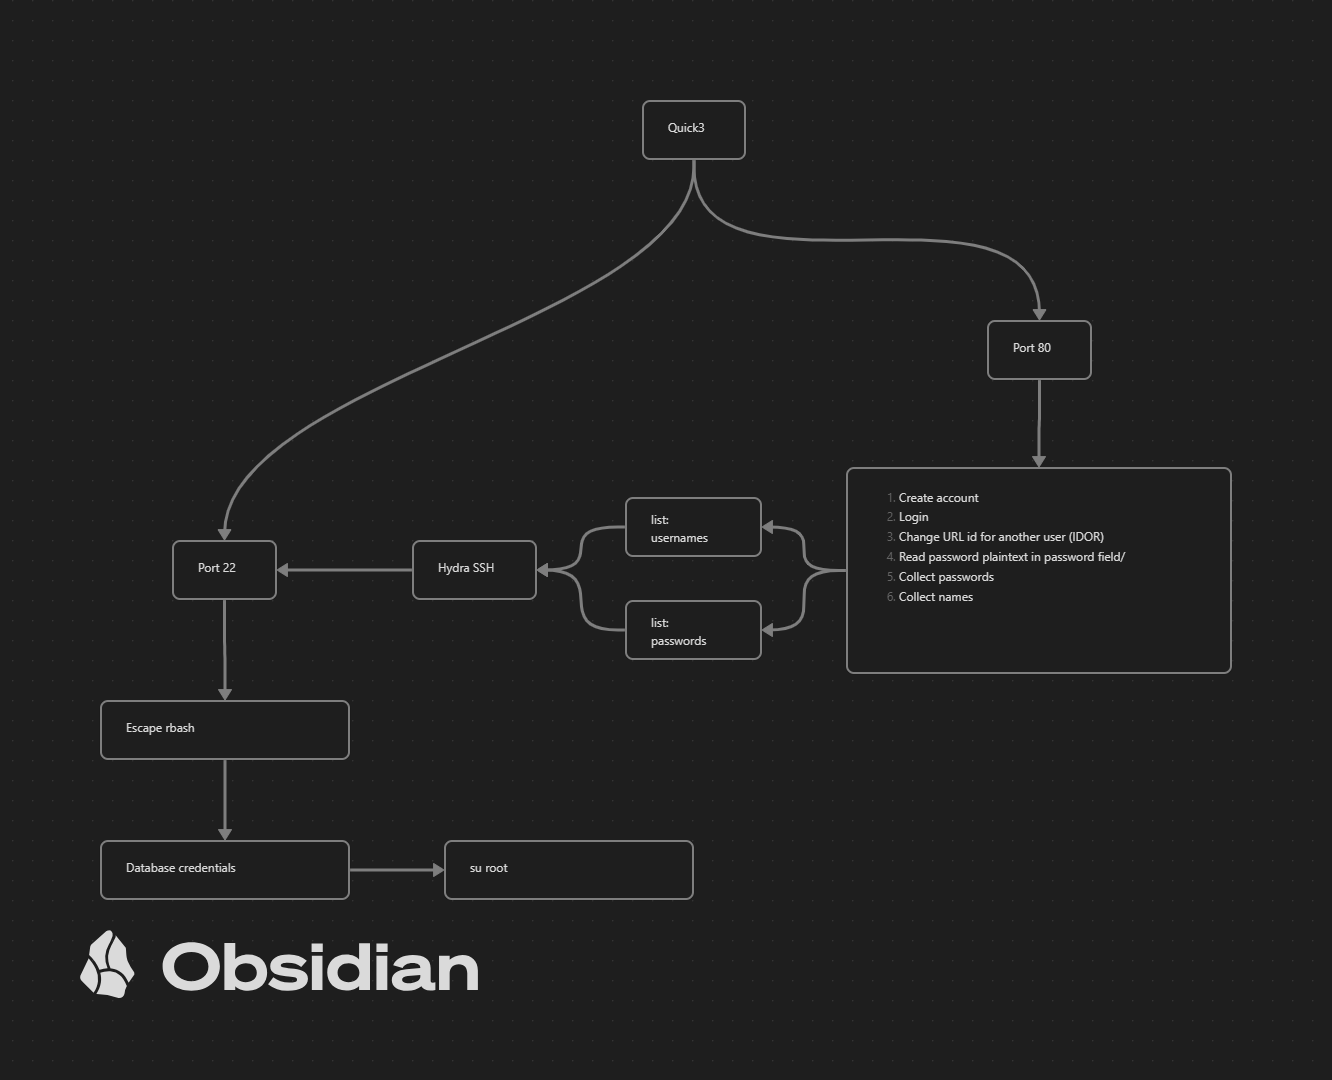 Quick3
Port 80
1. Create account
2. Login
3. Change URL id for another user (IDOR)
4. Read password plaintext in password field/
5. Collect passwords
6. Collect names
list:
usernames
list:
passwords
Hydra SSH
Port 22
Escape rbash
Database credentials
su root
Obsidian